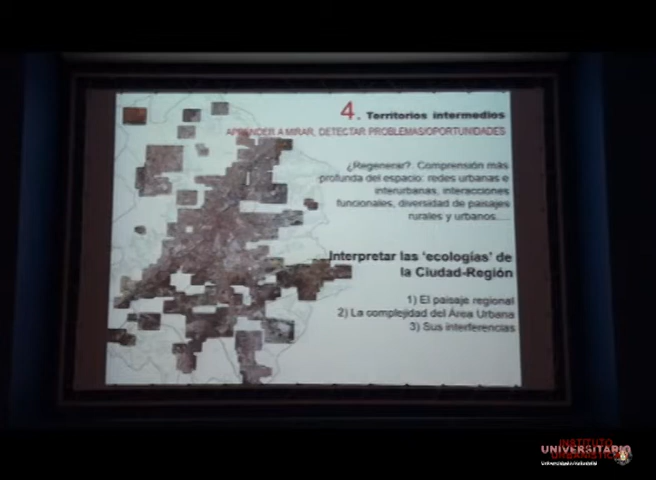 4. Territorios intermedios
APRENDER A MIRAR, DETECTAR PROBLEMAS/OPORTUNIDADES
¿Regenerar?. Comprensión más
profunda del espacio: redes urbanas e
interurbanas, interacciones
funcionales, diversidad de paisajes
rurales y urbanos....
Interpretar las 'ecologías' de
la Ciudad-Región
1) El paisaje regional
2) La complejidad del Área Urbana
3) Sus interferencias
INSTITUTO
UNIVERSITARIO